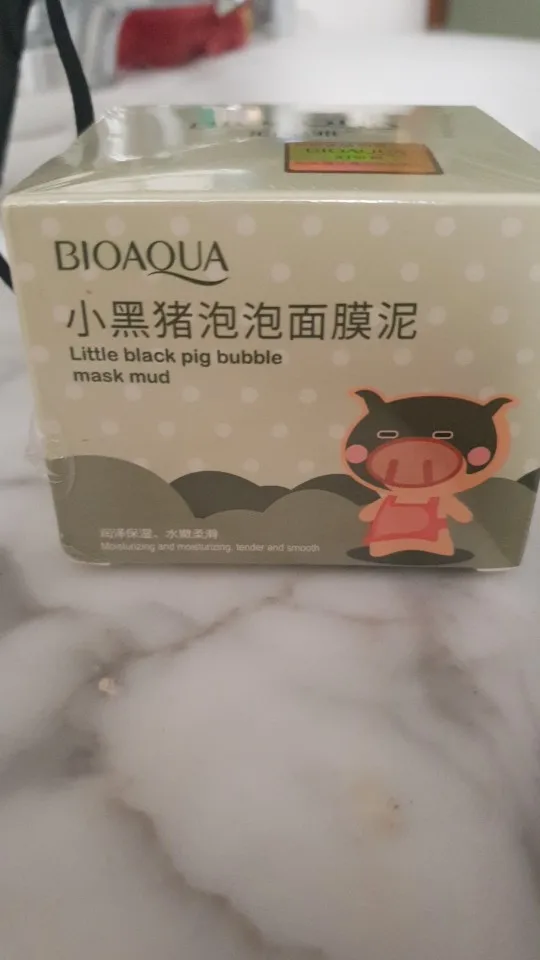 BIOAQUA
BIOAQUA
小黑猪泡泡面膜泥
Little black pig bubble
mask mud
润泽保湿、水嫩柔滑
Moisturizing and moisturizing, tender and smooth